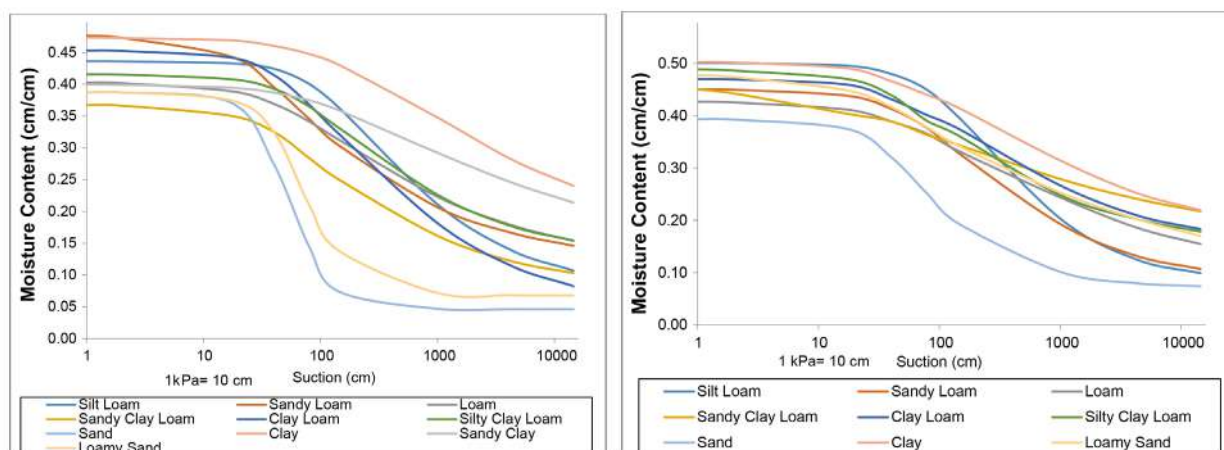 Moisture Content (cm/cm)
0.45
0.40
0.35
0.30
0.25
0.20
0.15
0.10
0.05
0.00
1 10 100 1000 10000
1kPa= 10 cm Suction (cm)
Silt Loam Sandy Loam Loam
Sandy Clay Loam Clay Loam Silty Clay Loam
Sand Clay Sandy Clay
Loamy Sand
Moisture Content (cm/cm)
0.50
0.40
0.30
0.20
0.10
0.00
1 10 100 1000 10000
1 kPa= 10 cm Suction (cm)
Silt Loam Sandy Loam Loam
Sandy Clay Loam Clay Loam Silty Clay Loam
Sand Clay Loamy Sand